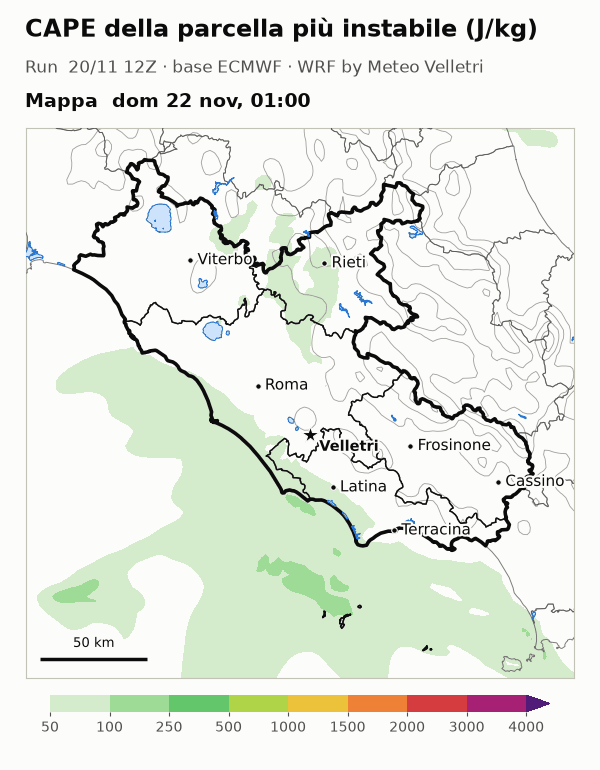 CAPE della parcella più instabile (J/kg)
Run  20/11 12Z · base ECMWF · WRF by Meteo Velletri
Mappa  dom 22 nov, 01:00
Viterbo
Rieti
Roma
Velletri
Frosinone
Latina
Cassino
Terracina
50 km
50 100 250 500 1000 1500 2000 3000 4000